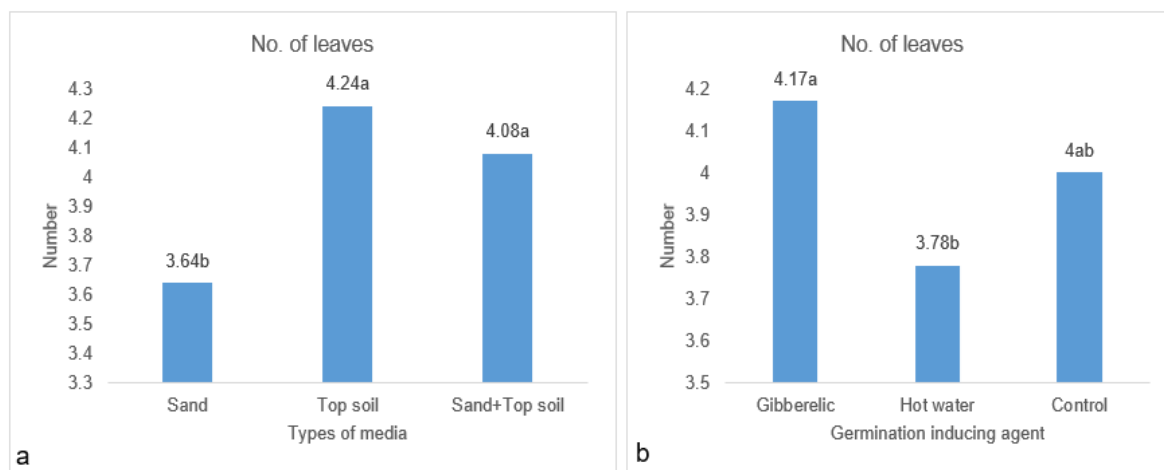 No. of leaves
Number
4.3
4.2
4.1
4
3.9
3.8
3.7
3.6
3.5
3.4
3.3
3.64b
4.24a
4.08a
Sand
Top soil
Sand+Top soil
Types of media
a
No. of leaves
Number
4.2
4.1
4
3.9
3.8
3.7
3.6
3.5
4.17a
3.78b
4ab
Gibberelic
Hot water
Control
Germination inducing agent
b